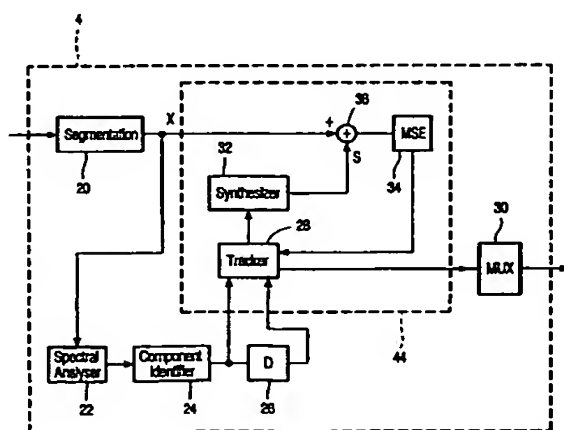 4
Segmentation
20
X
+
+
36
S
MSE
34
32
Synthesizer
28
Tracker
30
MUX
44
Spectral
Analyser
22
Component
Identifier
24
D
26